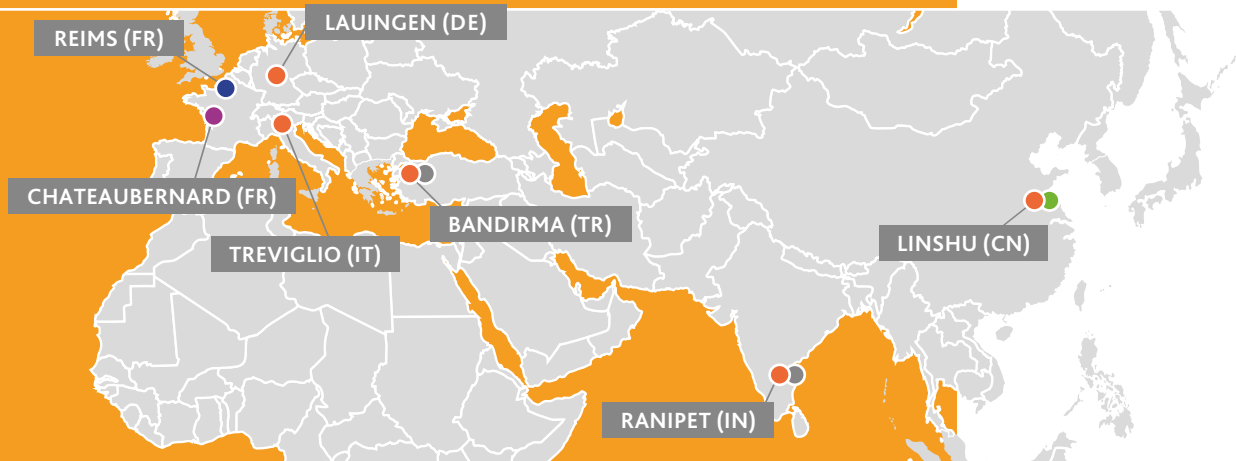 LAUINGEN (DE)
REIMS (FR)
CHATEAUBERNARD (FR)
BANDIRMA (TR)
TREVIGLIO (IT)
LINSHU (CN)
RANIPET (IN)